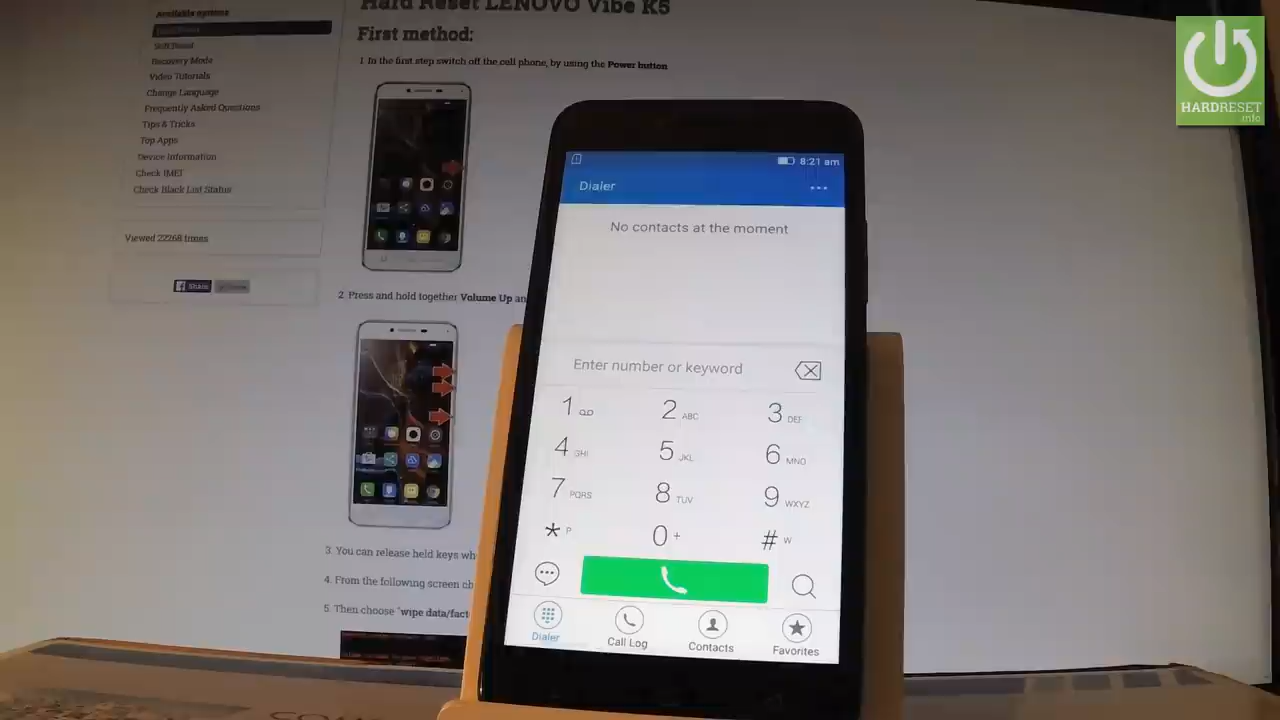 Hard Reset LENOVO Vibe K5
First method:
1. In the first step switch off the cell phone, by using the Power button
2. Press and hold together Volume Up an
3. You can release held keys wh
4. From the following screen ch
5. Then choose "wipe data/fact
Available options
Soft Reset
Recovery Mode
Video Tutorials
Change Language
Frequently Asked Questions
Tips & Tricks
Top Apps
Device Information
Check IMEI
Check Black List Status
Viewed 22268 times
Share
HARDRESET
.info
8:21 am
Dialer
No contacts at the moment
Enter number or keyword
1 2 ABC 3 DEF
4 GHI 5 JKL 6 MNO
7 PQRS 8 TUV 9 WXYZ
* P 0 + # W
Dialer Call Log Contacts Favorites